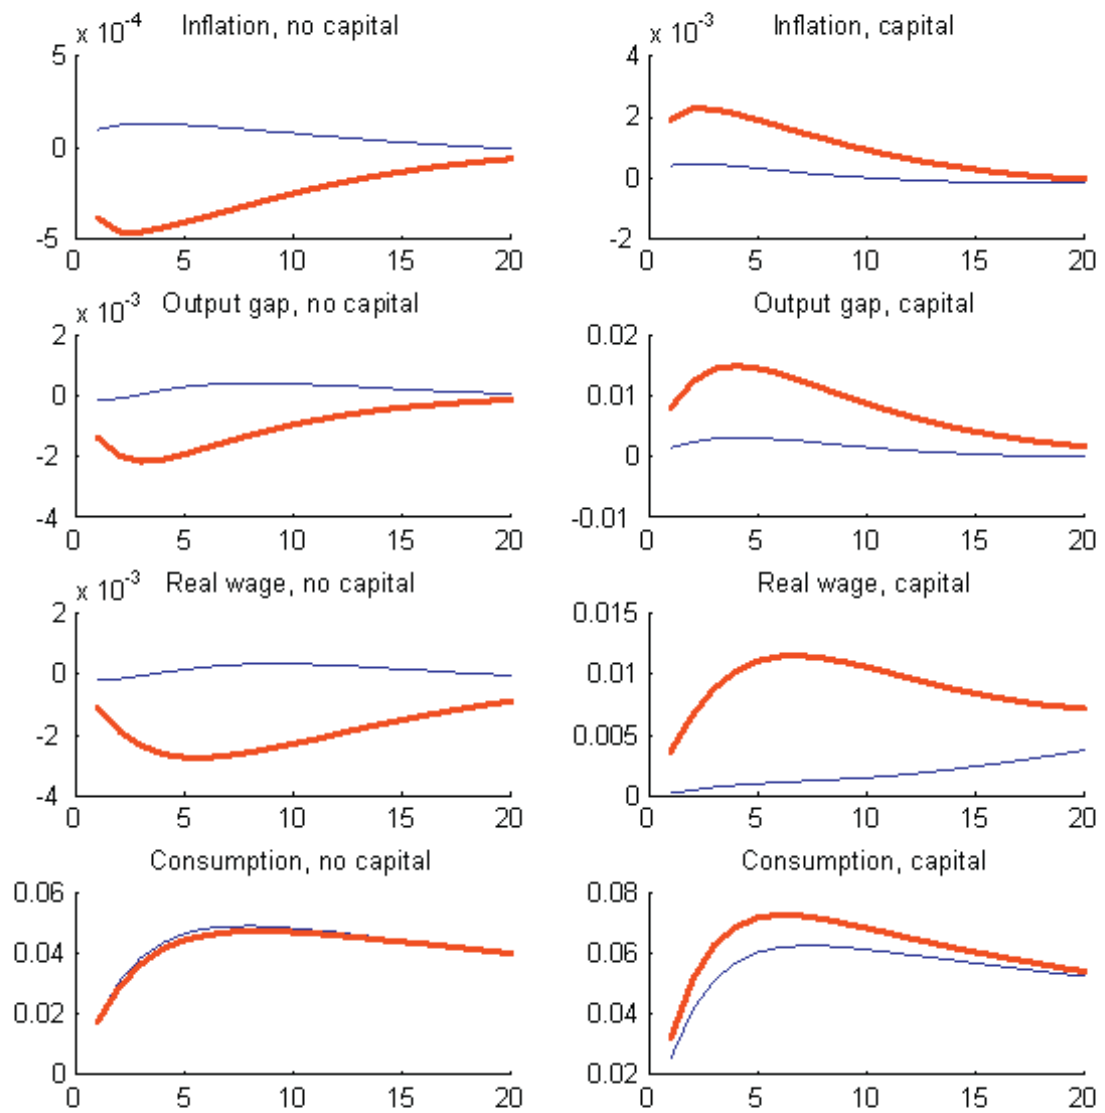 x 10-4 Inflation, no capital
5
0
-5
0 5 10 15 20
x 10-3 Inflation, capital
4
2
0
-2
0 5 10 15 20
x 10-3 Output gap, no capital
2
0
-2
-4
0 5 10 15 20
Output gap, capital
0.02
0.01
0
-0.01
0 5 10 15 20
x 10-3 Real wage, no capital
2
0
-2
-4
0 5 10 15 20
Real wage, capital
0.015
0.01
0.005
0
0 5 10 15 20
Consumption, no capital
0.06
0.04
0.02
0
0 5 10 15 20
Consumption, capital
0.08
0.06
0.04
0.02
0 5 10 15 20